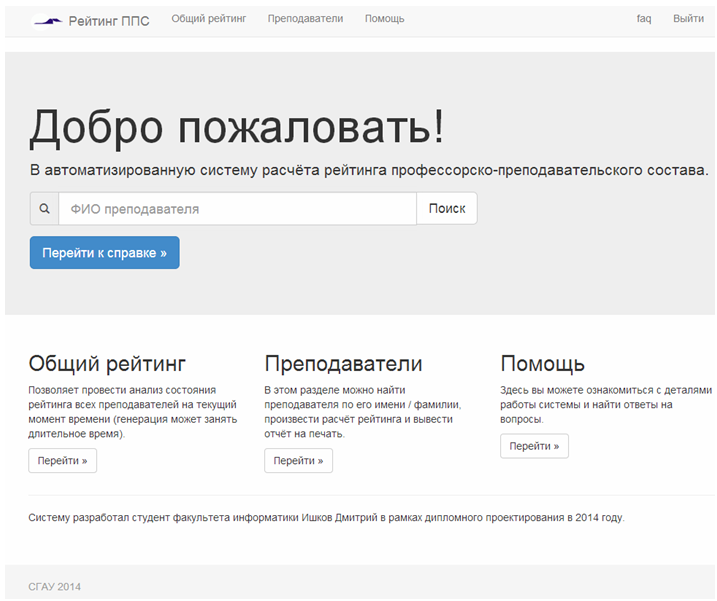 Рейтинг ППС Общий рейтинг Преподаватели Помощь faq Выйти
Добро пожаловать!
В автоматизированную систему расчёта рейтинга профессорско-преподавательского состава.
ФИО преподавателя Поиск
Перейти к справке »
Общий рейтинг
Позволяет провести анализ состояния
рейтинга всех преподавателей на текущий
момент времени (генерация может занять
длительное время).
Перейти »
Преподаватели
В этом разделе можно найти
преподавателя по его имени / фамилии,
произвести расчёт рейтинга и вывести
отчёт на печать.
Перейти »
Помощь
Здесь вы можете ознакомиться с деталями
работы системы и найти ответы на
вопросы.
Перейти »
Систему разработал студент факультета информатики Ишков Дмитрий в рамках дипломного проектирования в 2014 году.
СГАУ 2014